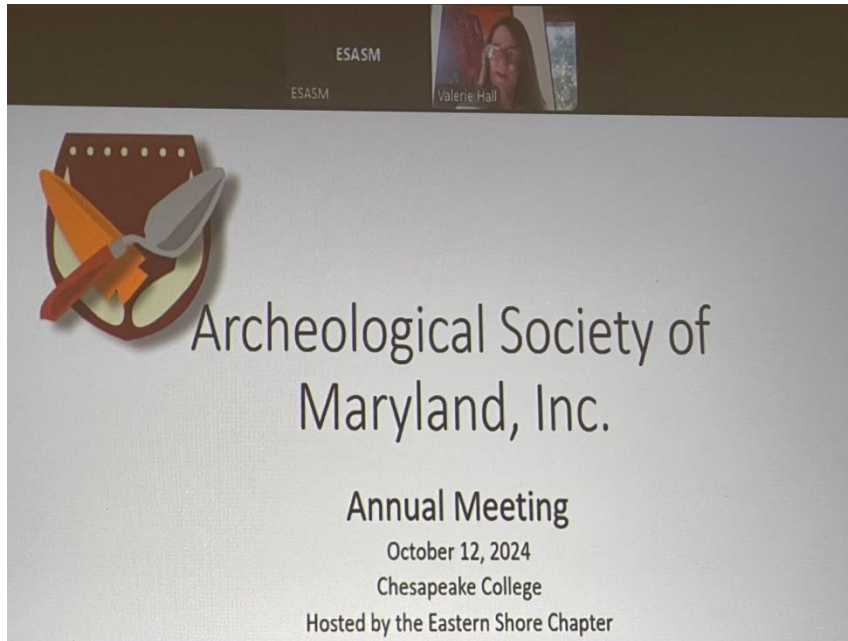 ESASM
ESASM
Valerie Hall
Archeological Society of
Maryland, Inc.
Annual Meeting
October 12, 2024
Chesapeake College
Hosted by the Eastern Shore Chapter